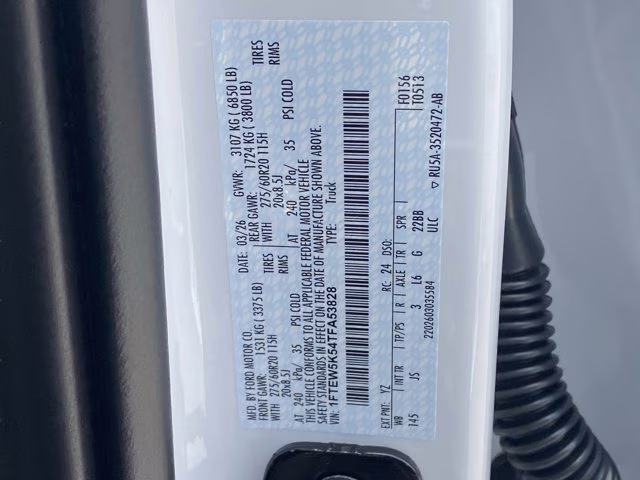 MFD. BY FORD MOTOR CO.
DATE: 03/26 GVWR: 3107 KG ( 6850 LB)
FRONT GAWR: 1531 KG ( 3375 LB) REAR GAWR: 1724 KG ( 3800 LB)
WITH 275/60R20 115H TIRES WITH 275/60R20 115H TIRES
20x8.5J RIMS 20x8.5J RIMS
AT 240 kPa/ 35 PSI COLD AT 240 kPa/ 35 PSI COLD
THIS VEHICLE CONFORMS TO ALL APPLICABLE FEDERAL MOTOR VEHICLE
SAFETY STANDARDS IN EFFECT ON THE DATE OF MANUFACTURE SHOWN ABOVE.
VIN: 1FTEW5K54TFA53828 TYPE: Truck
F0156
T0513
EXT PNT: YZ RC: 24 DSO:
WB INT TR TP/PS R AXLE TR SPR
145 JS 3 L6 G 22BB
2202603035584 ULC ▽ RU5A-3520472-AB